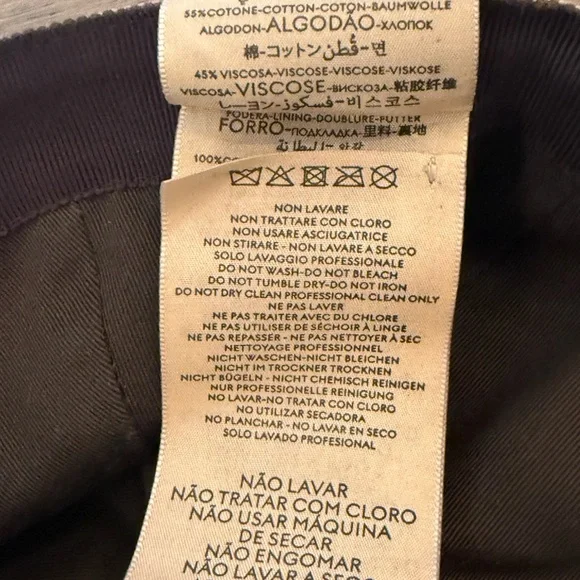 55%COTONE-COTTON-COTON-BAUMWOLLE
ALGODON-ALGODÃO-ХЛОПОК
棉-コットン-قطن-면
45% VISCOSA-VISCOSE-VISCOSE-VISKOSE
VISCOSA-VISCOSE-ВИСКОЗА-粘胶纤维
レーヨン-فسكوز-비스코스
FODERA-LINING-DOUBLURE-FUTTER
FORRO-ПОДКЛАДКА-里料-裏地
البطانة-안감
100%
NON LAVARE
NON TRATTARE CON CLORO
NON USARE ASCIUGATRICE
NON STIRARE - NON LAVARE A SECCO
SOLO LAVAGGIO PROFESSIONALE
DO NOT WASH-DO NOT BLEACH
DO NOT TUMBLE DRY-DO NOT IRON
DO NOT DRY CLEAN PROFESSIONAL CLEAN ONLY
NE PAS LAVER
NE PAS TRAITER AVEC DU CHLORE
NE PAS UTILISER DE SÉCHOIR À LINGE
NE PAS REPASSER - NE PAS NETTOYER À SEC
NETTOYAGE PROFESSIONNEL
NICHT WASCHEN-NICHT BLEICHEN
NICHT IM TROCKNER TROCKNEN
NICHT BÜGELN - NICHT CHEMISCH REINIGEN
NUR PROFESSIONELLE REINIGUNG
NO LAVAR-NO TRATAR CON CLORO
NO UTILIZAR SECADORA
NO PLANCHAR - NO LAVAR EN SECO
SOLO LAVADO PROFESIONAL
NÃO LAVAR
NÃO TRATAR COM CLORO
NÃO USAR MÁQUINA
DE SECAR
NÃO ENGOMAR
NÃO LAVAR